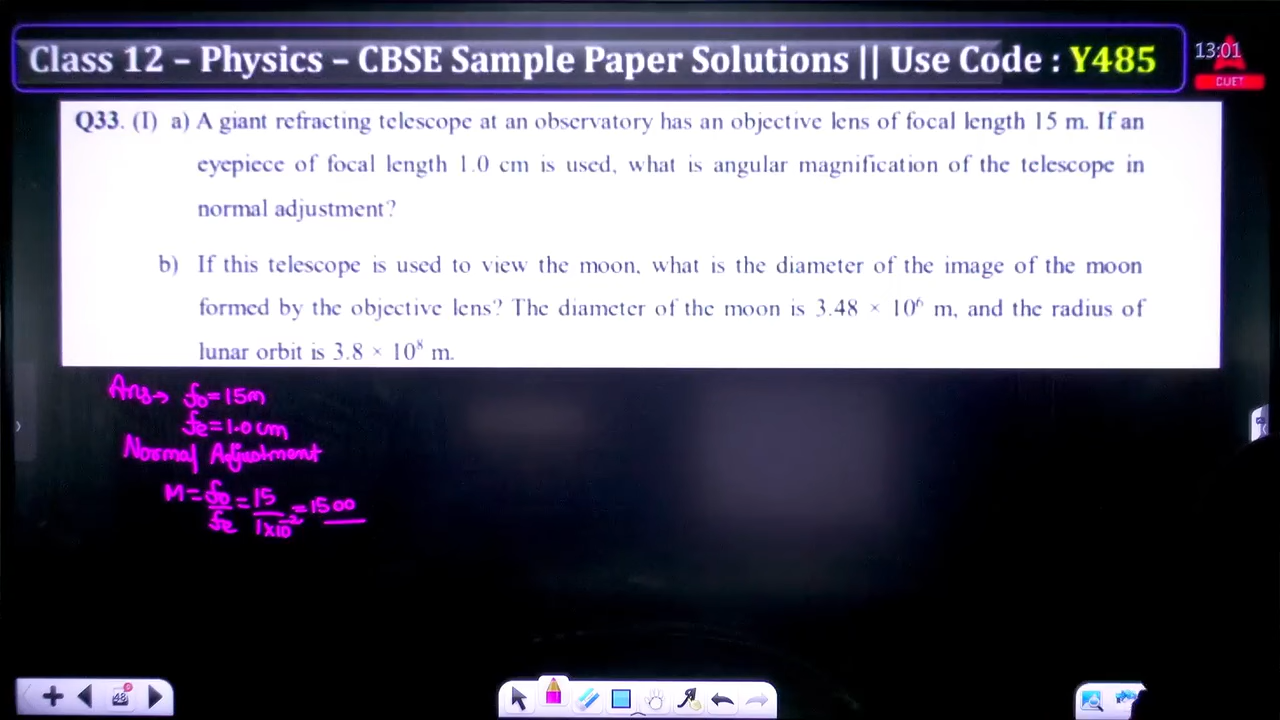 Class 12 – Physics – CBSE Sample Paper Solutions || Use Code : Y485
13:01
CUET
Q33. (I) a) A giant refracting telescope at an observatory has an objective lens of focal length 15 m. If an
eyepiece of focal length 1.0 cm is used, what is angular magnification of the telescope in
normal adjustment?
b) If this telescope is used to view the moon, what is the diameter of the image of the moon
formed by the objective lens? The diameter of the moon is 3.48 × 10⁶ m, and the radius of
lunar orbit is 3.8 × 10⁸ m.
Ans→ fo = 15m
fe = 1.0 cm
Normal Adjustment
M = fo/fe = 15/1×10⁻² = 1500
48